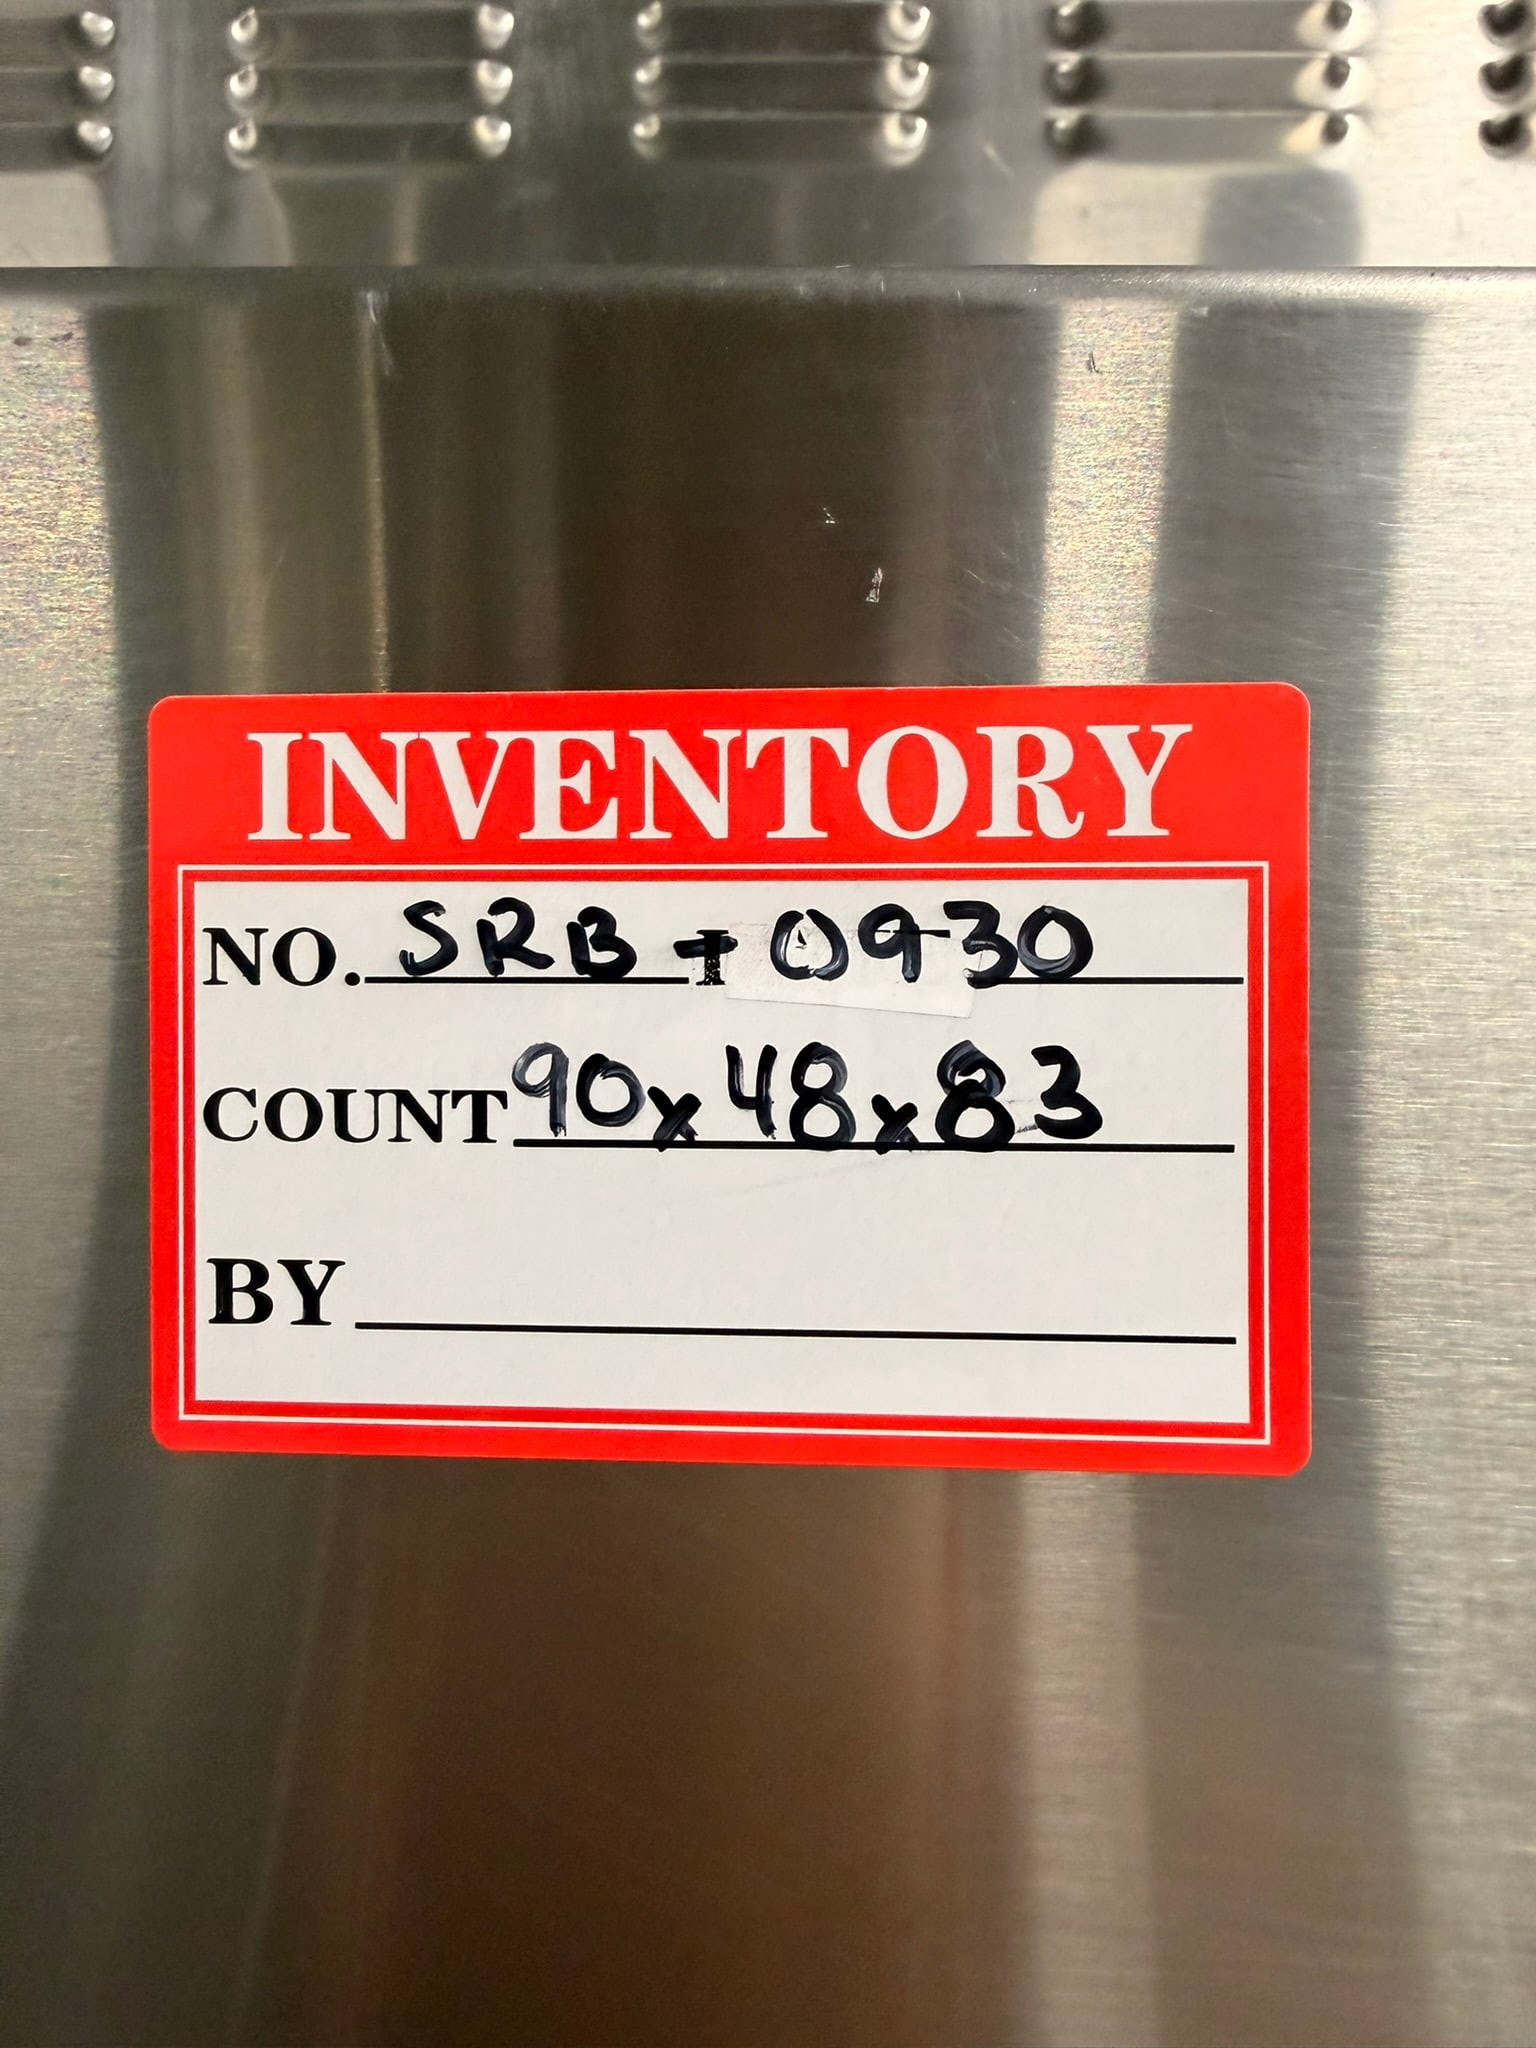 INVENTORY
NO. SRB - 0930
COUNT 90x48x83
BY